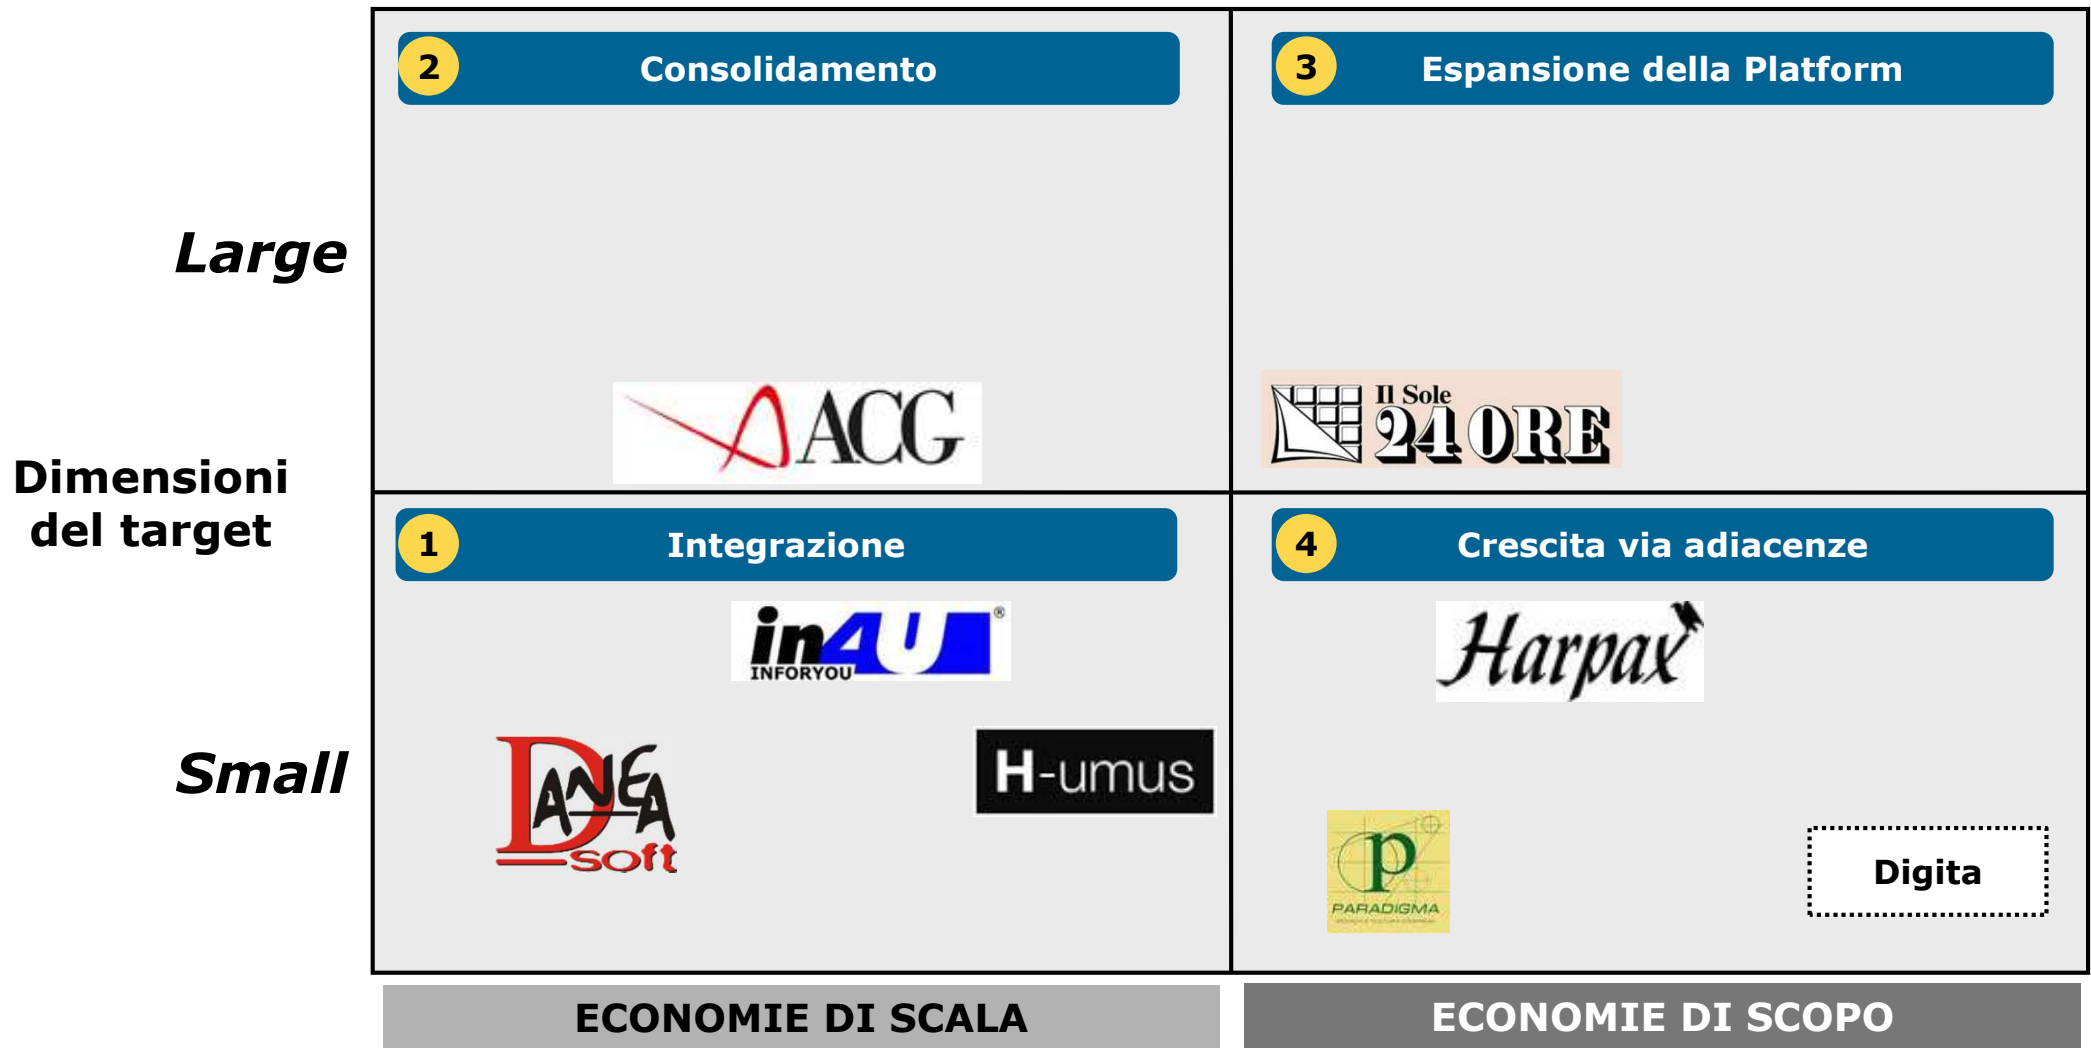 2
Consolidamento
3
Espansione della Platform
Large
ACG
Il Sole
24 ORE
Dimensioni
del target
1
Integrazione
4
Crescita via adiacenze
in4U®
INFORYOU
Harpax
Small
DANEA
soft
H-umus
P
PARADIGMA
Digita
ECONOMIE DI SCALA
ECONOMIE DI SCOPO